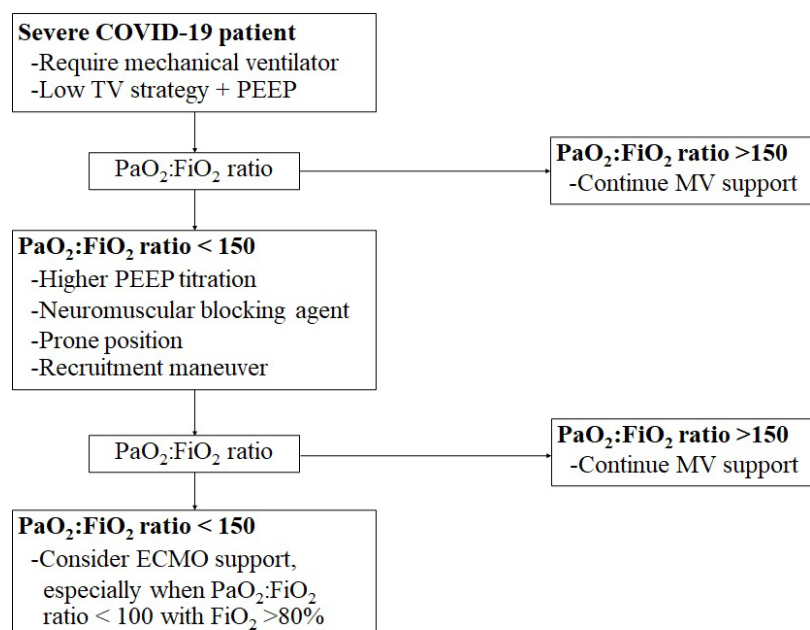 Severe COVID-19 patient
-Require mechanical ventilator
-Low TV strategy + PEEP
PaO₂:FiO₂ ratio
PaO₂:FiO₂ ratio >150
-Continue MV support
PaO₂:FiO₂ ratio < 150
-Higher PEEP titration
-Neuromuscular blocking agent
-Prone position
-Recruitment maneuver
PaO₂:FiO₂ ratio
PaO₂:FiO₂ ratio >150
-Continue MV support
PaO₂:FiO₂ ratio < 150
-Consider ECMO support,
especially when PaO₂:FiO₂
ratio < 100 with FiO₂ >80%